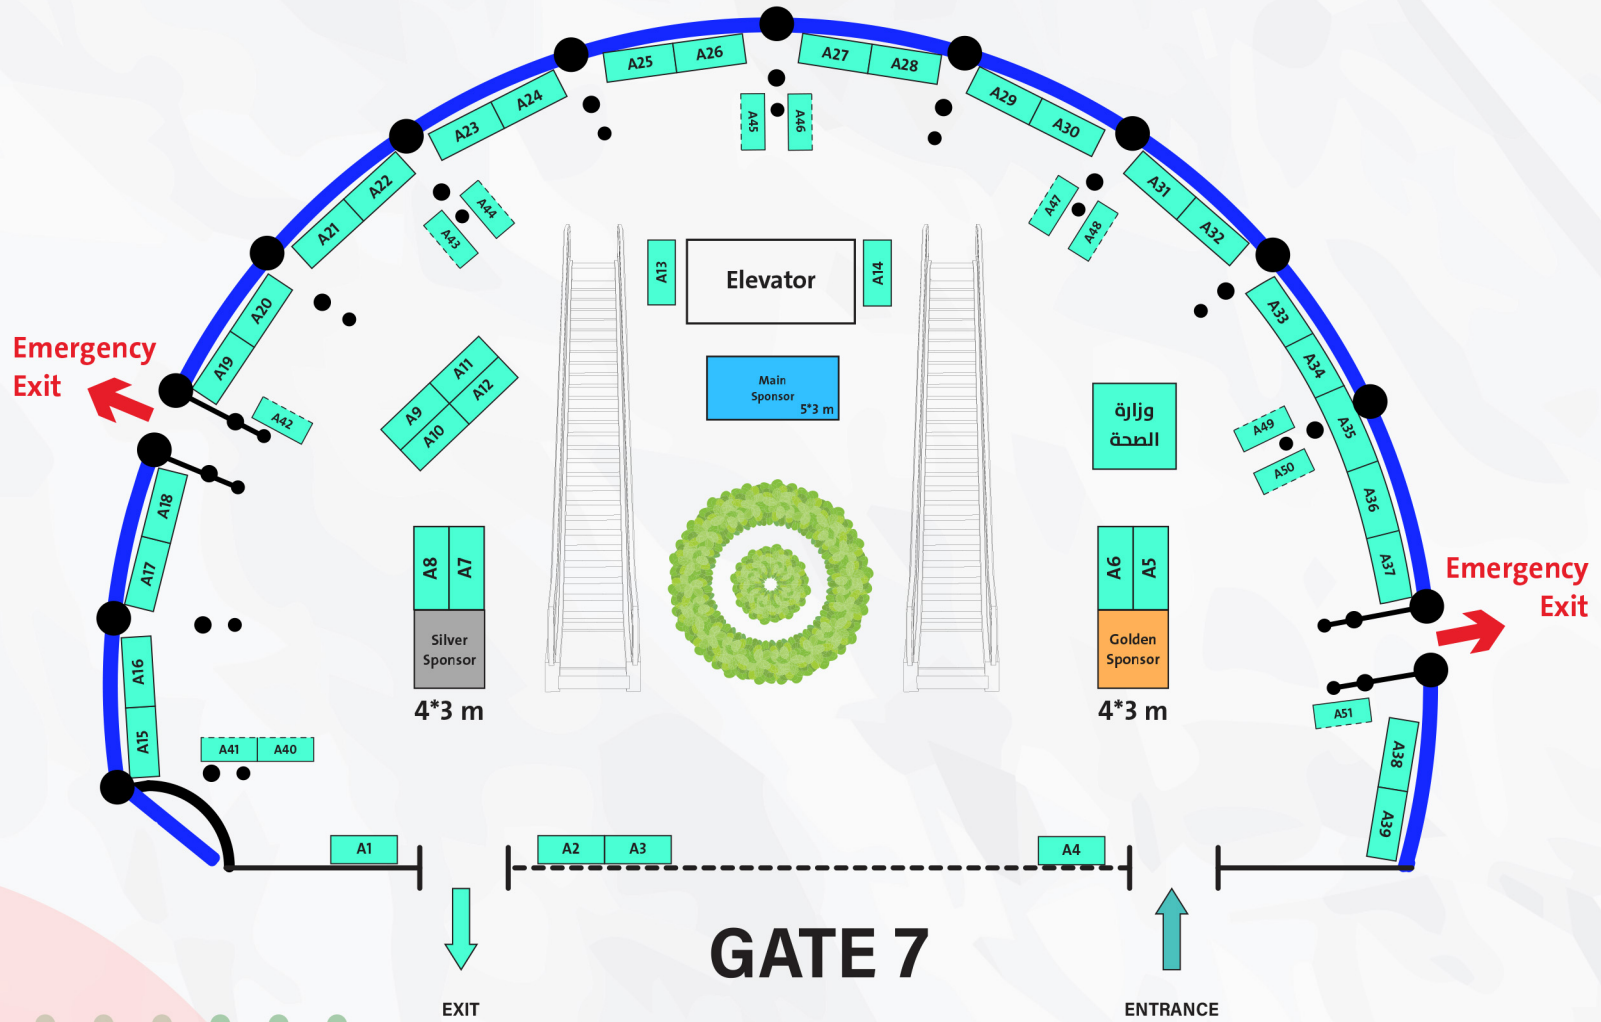 A25
A26
A27
A28
A24
A23
A29
A30
A45
A46
A22
A21
A31
A32
A44
A43
A47
A48
A13
Elevator
A14
A20
A19
A33
A34
A35
A36
A37
Emergency
Exit
A11
A12
A9
A10
Main
Sponsor
5*3 m
وزارة
الصحة
A42
A49
A50
A18
A17
A8
A7
A6
A5
Emergency
Exit
Silver
Sponsor
4*3 m
Golden
Sponsor
4*3 m
A16
A15
A41
A40
A51
A38
A39
A1
A2
A3
A4
GATE 7
EXIT
ENTRANCE